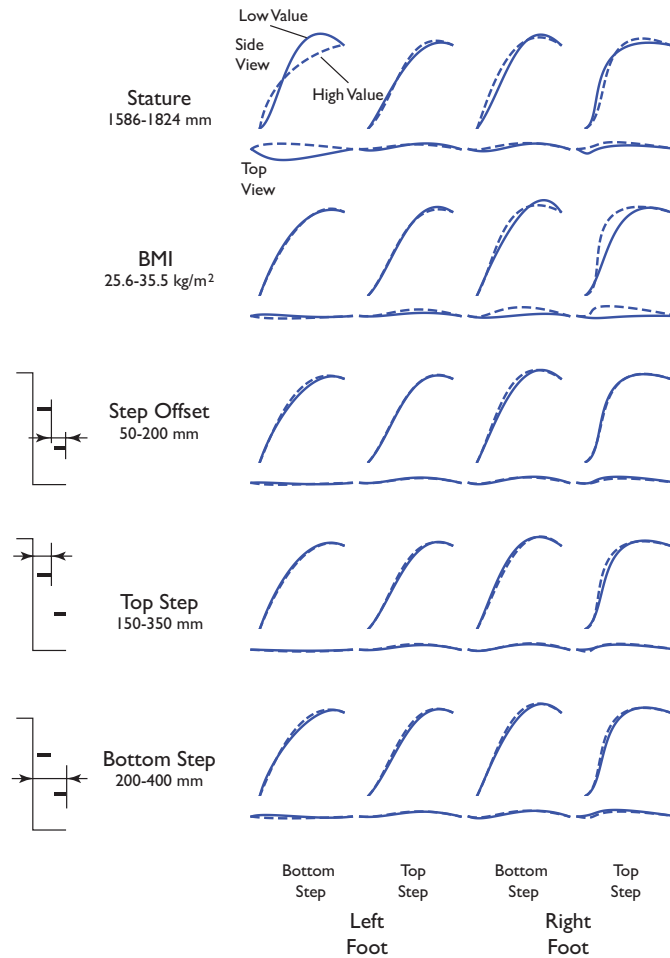 Low Value
Side
View
High Value
Stature
1586-1824 mm
Top
View
BMI
25.6-35.5 kg/m²
Step Offset
50-200 mm
Top Step
150-350 mm
Bottom Step
200-400 mm
Bottom Step
Top Step
Bottom Step
Top Step
Left Foot
Right Foot